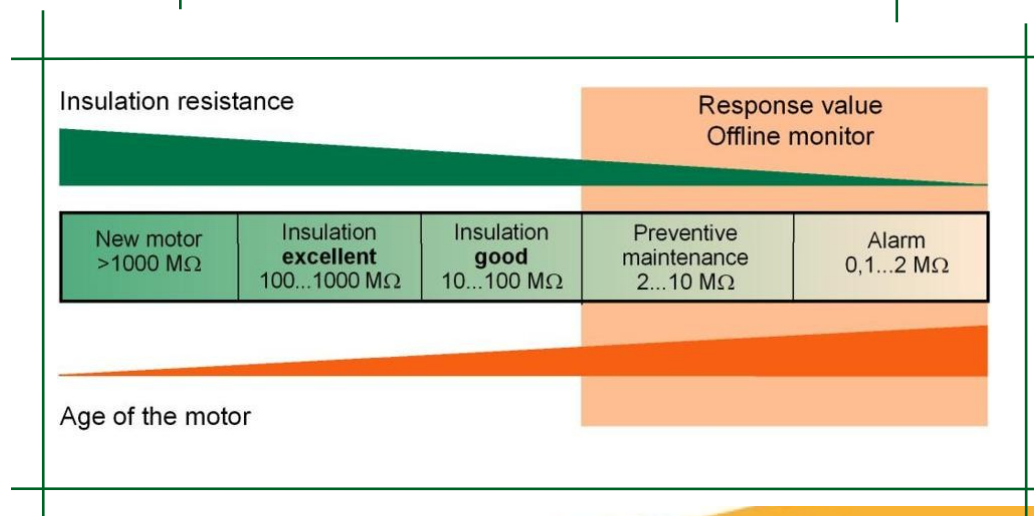 Insulation resistance
Response value
Offline monitor
New motor
>1000 MΩ
Insulation
excellent
100...1000 MΩ
Insulation
good
10...100 MΩ
Preventive
maintenance
2...10 MΩ
Alarm
0,1...2 MΩ
Age of the motor